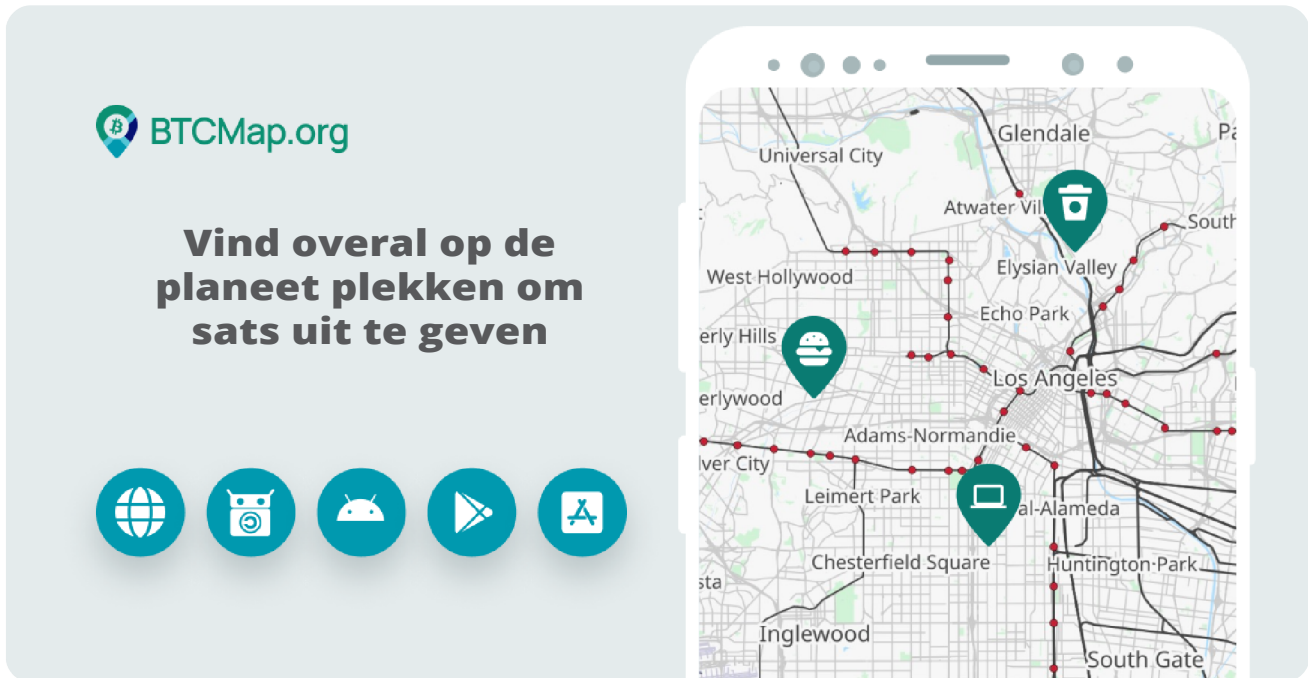 BTCMap.org
Vind overal op de
planeet plekken om
sats uit te geven
Glendale
Pa
Universal City
Atwater Vil
South
Elysian Valley
West Hollywood
Echo Park
erly Hills
Los Angeles
erlywood
Adams-Normandie
lver City
Leimert Park
al-Alameda
Chesterfield Square
Huntington Park
sta
Inglewood
South Gate